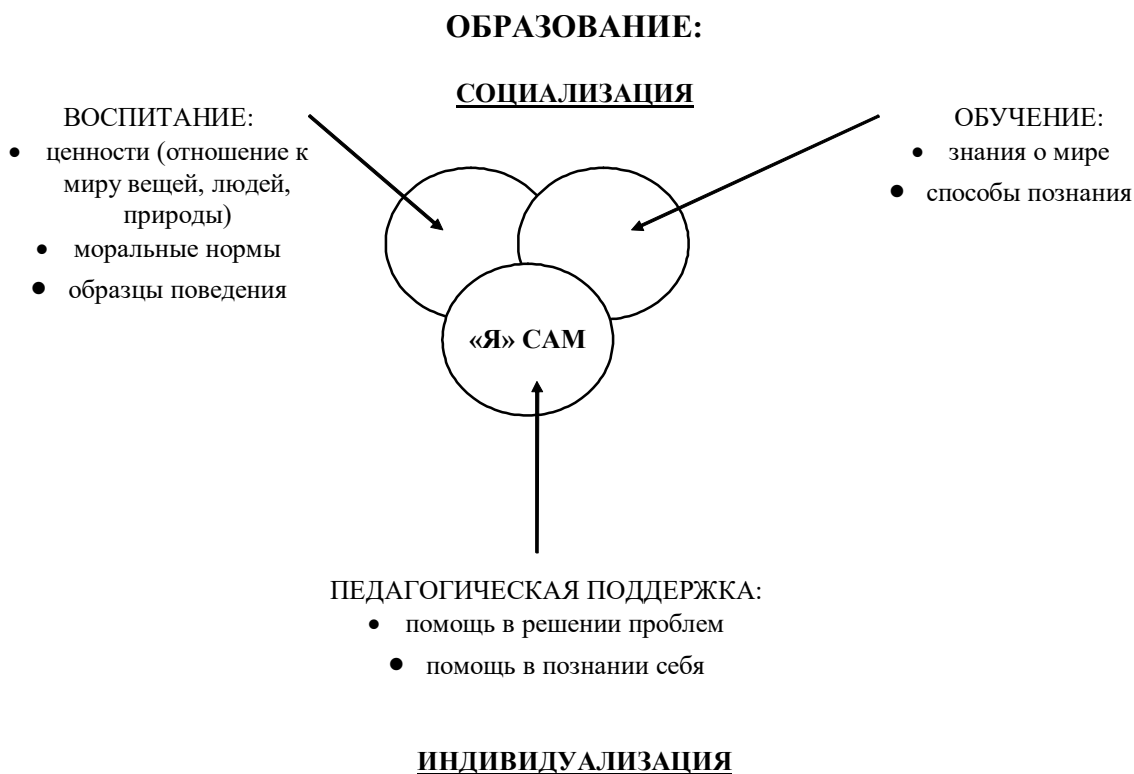 ОБРАЗОВАНИЕ:
СОЦИАЛИЗАЦИЯ
ВОСПИТАНИЕ:
• ценности (отношение к
миру вещей, людей,
природы)
• моральные нормы
• образцы поведения
ОБУЧЕНИЕ:
• знания о мире
• способы познания
«Я» САМ
ПЕДАГОГИЧЕСКАЯ ПОДДЕРЖКА:
• помощь в решении проблем
• помощь в познании себя
ИНДИВИДУАЛИЗАЦИЯ